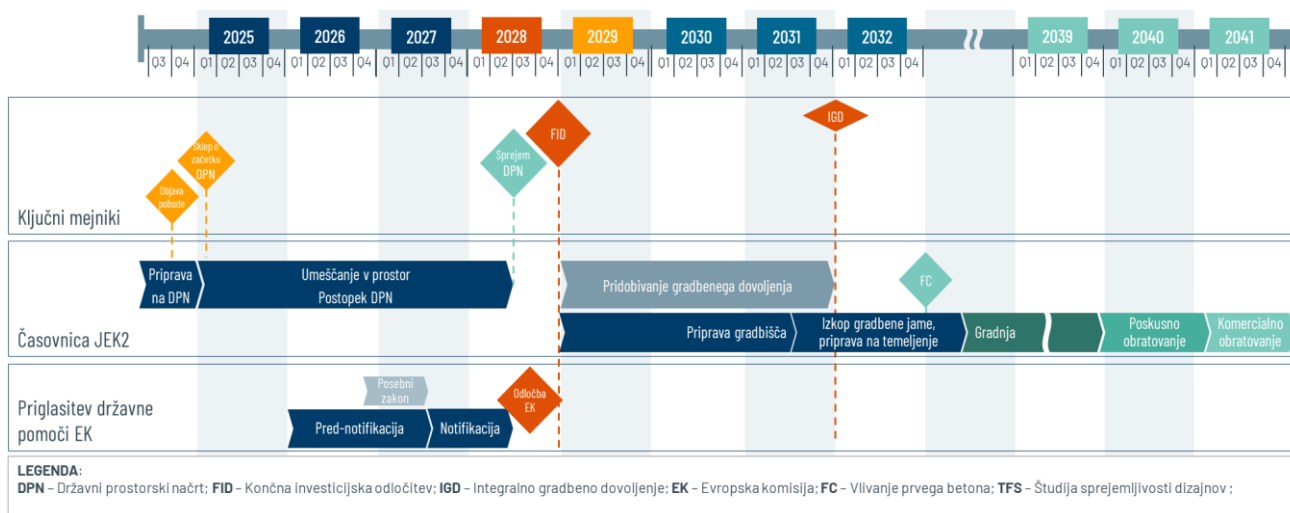 2025 2026 2027 2028 2029 2030 2031 2032 2039 2040 2041
Q3 Q4 Q1 Q2 Q3 Q4 Q1 Q2 Q3 Q4 Q1 Q2 Q3 Q4 Q1 Q2 Q3 Q4 Q1 Q2 Q3 Q4 Q1 Q2 Q3 Q4 Q1 Q2 Q3 Q4 Q1 Q2 Q3 Q4 Q1 Q2 Q3 Q4 Q1 Q2 Q3 Q4 Q1 Q2 Q3 Q4
Ključni mejniki
Objava
pobude
Sklep o
začetku
DPN
Sprejem
DPN
FID
IGD
Časovnica JEK2
Priprava
na DPN
Umeščanje v prostor
Postopek DPN
Pridobivanje gradbenega dovoljenja
FC
Priprava gradbišča
Izkop gradbene jame,
priprava na temeljenje
Gradnja
Poskusno
obratovanje
Komercialno
obratovanje
Priglasitev državne
pomoči EK
Posebni
zakon
Pred-notifikacija
Notifikacija
Odločba
EK
LEGENDA:
DPN – Državni prostorski načrt; FID – Končna investicijska odločitev; IGD – Integralno gradbeno dovoljenje; EK – Evropska komisija; FC – Vlivanje prvega betona; TFS – Študija sprejemljivosti dizajnov ;